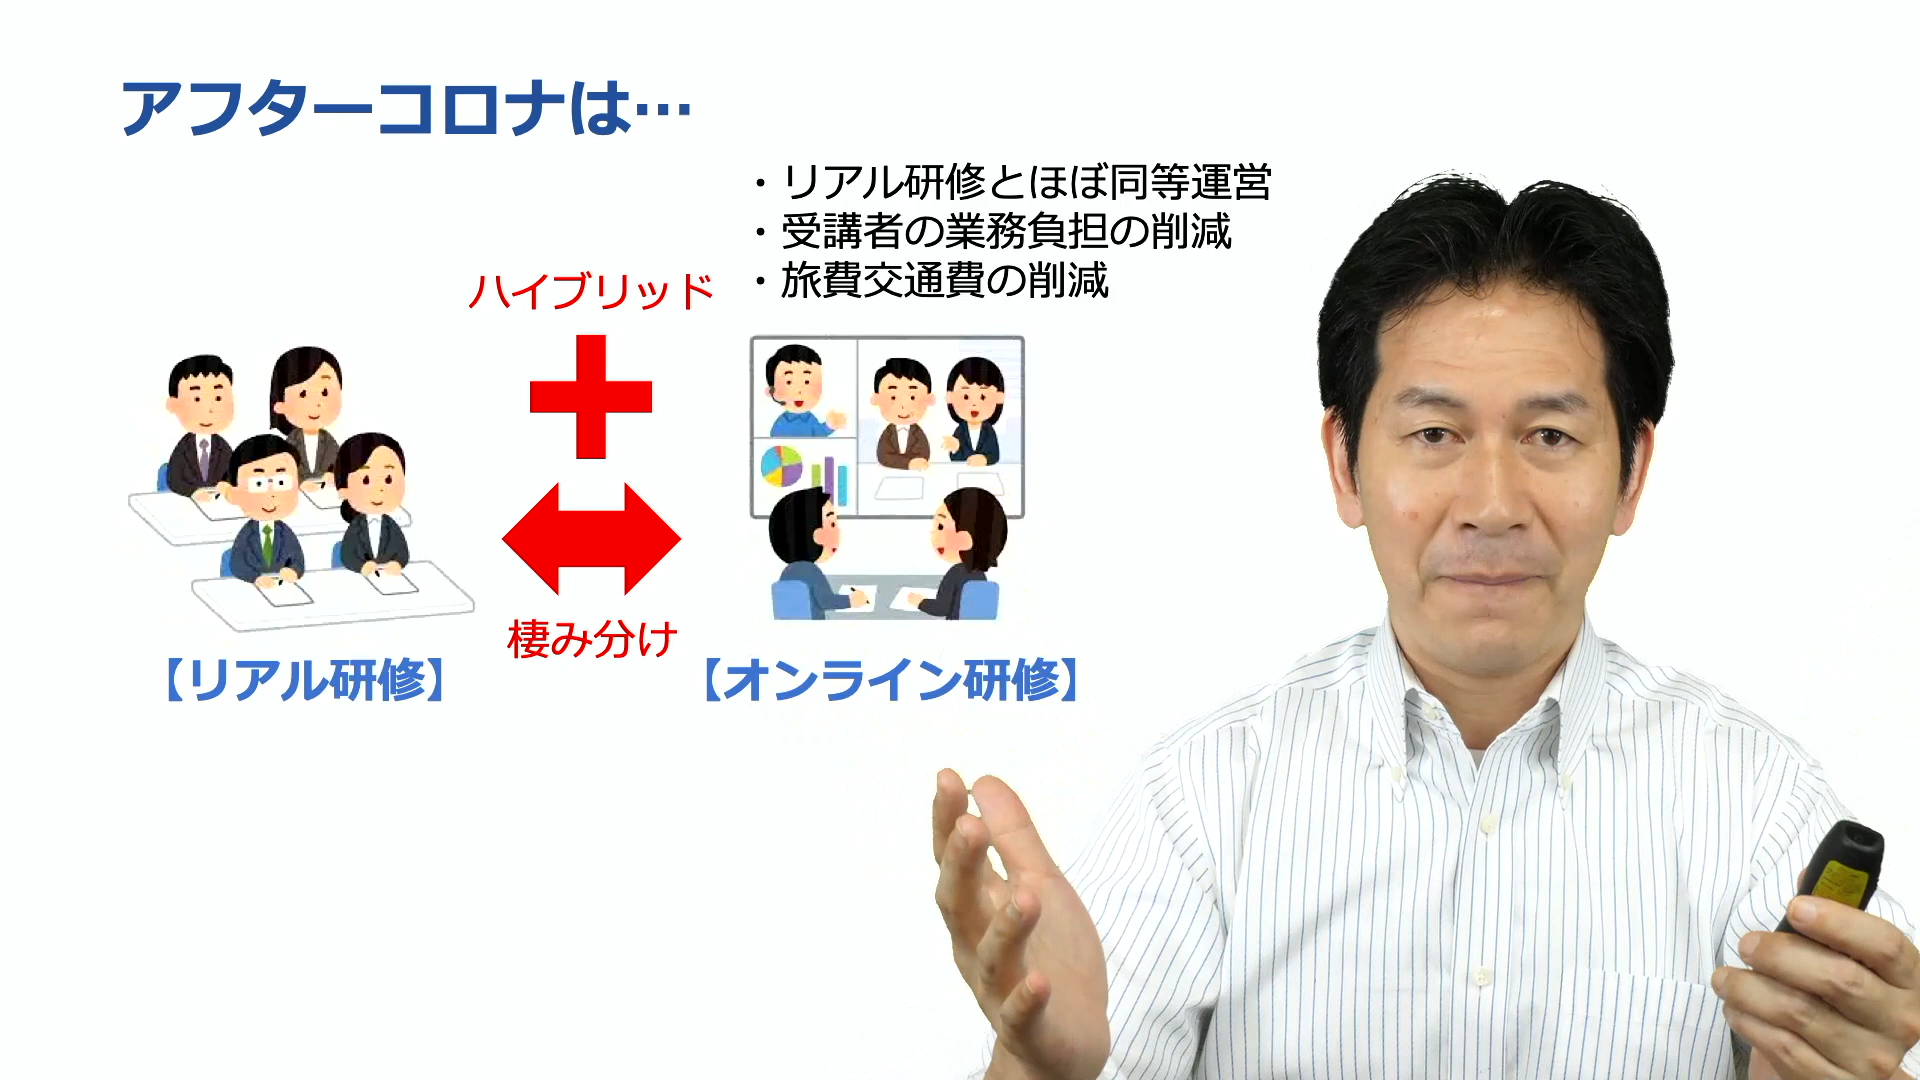 アフターコロナは…
・リアル研修とほぼ同等運営
・受講者の業務負担の削減
・旅費交通費の削減
ハイブリッド
棲み分け
【リアル研修】
【オンライン研修】